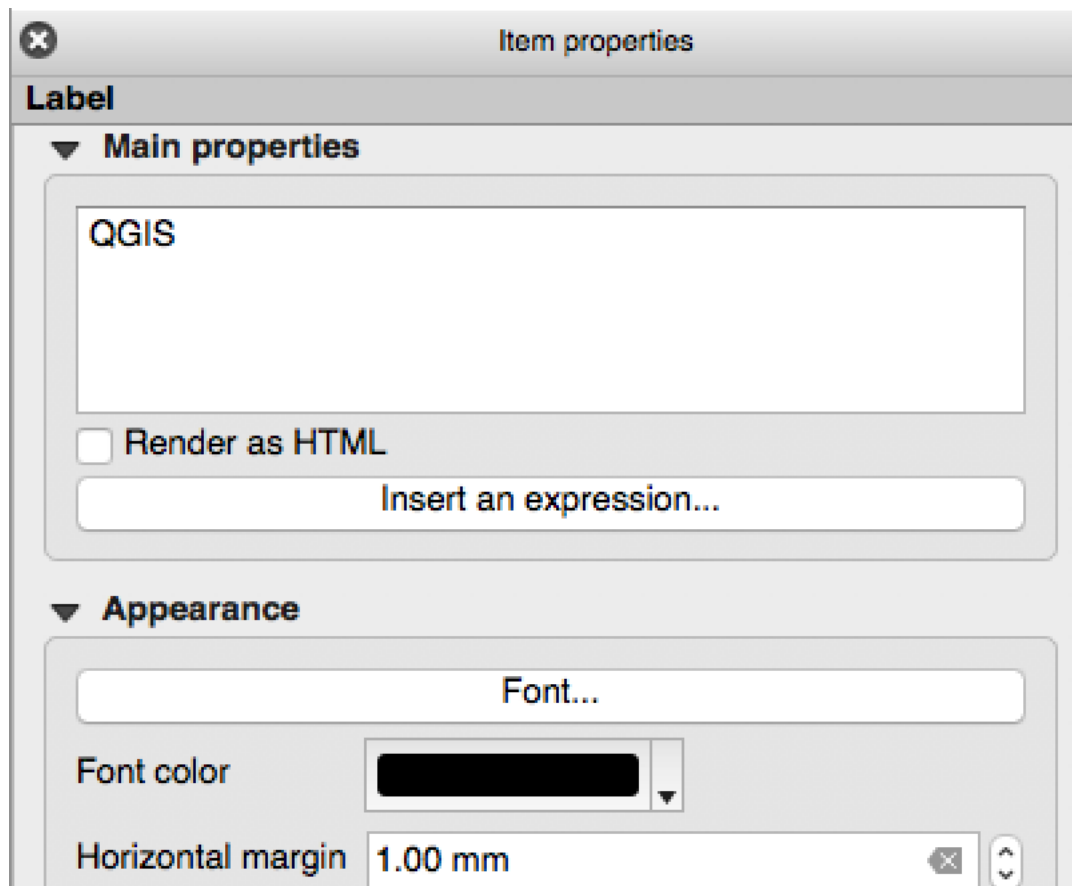 Item properties
Label
Main properties
QGIS
Render as HTML
Insert an expression...
Appearance
Font...
Font color
Horizontal margin 1.00 mm